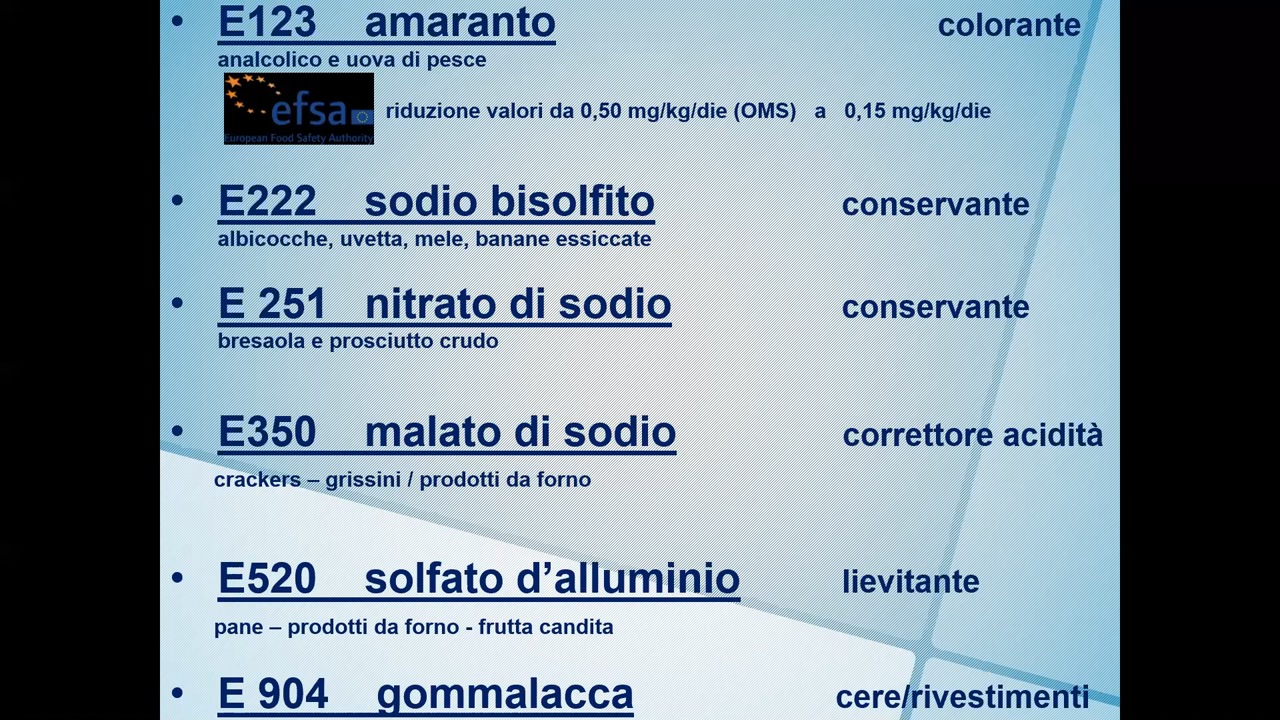 • E123 amaranto colorante
analcolico e uova di pesce
efsa
European Food Safety Authority
riduzione valori da 0,50 mg/kg/die (OMS) a 0,15 mg/kg/die
• E222 sodio bisolfito conservante
albicocche, uvetta, mele, banane essiccate
• E 251 nitrato di sodio conservante
bresaola e prosciutto crudo
• E350 malato di sodio correttore acidità
crackers – grissini / prodotti da forno
• E520 solfato d’alluminio lievitante
pane – prodotti da forno - frutta candita
• E 904 gommalacca cere/rivestimenti